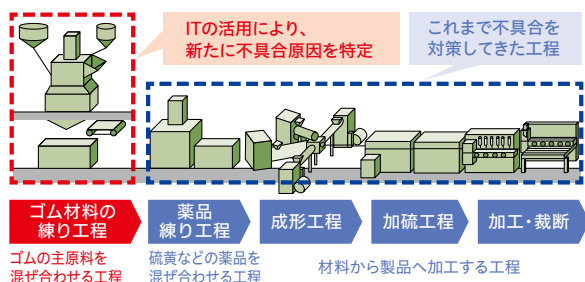 ITの活用により、
新たに不具合原因を特定
これまで不具合を
対策してきた工程
ゴム材料の
練り工程
薬品
練り工程
成形工程
加硫工程
加工・裁断
ゴムの主原料を
混ぜ合わせる工程
硫黄などの薬品を
混ぜ合わせる工程
材料から製品へ加工する工程